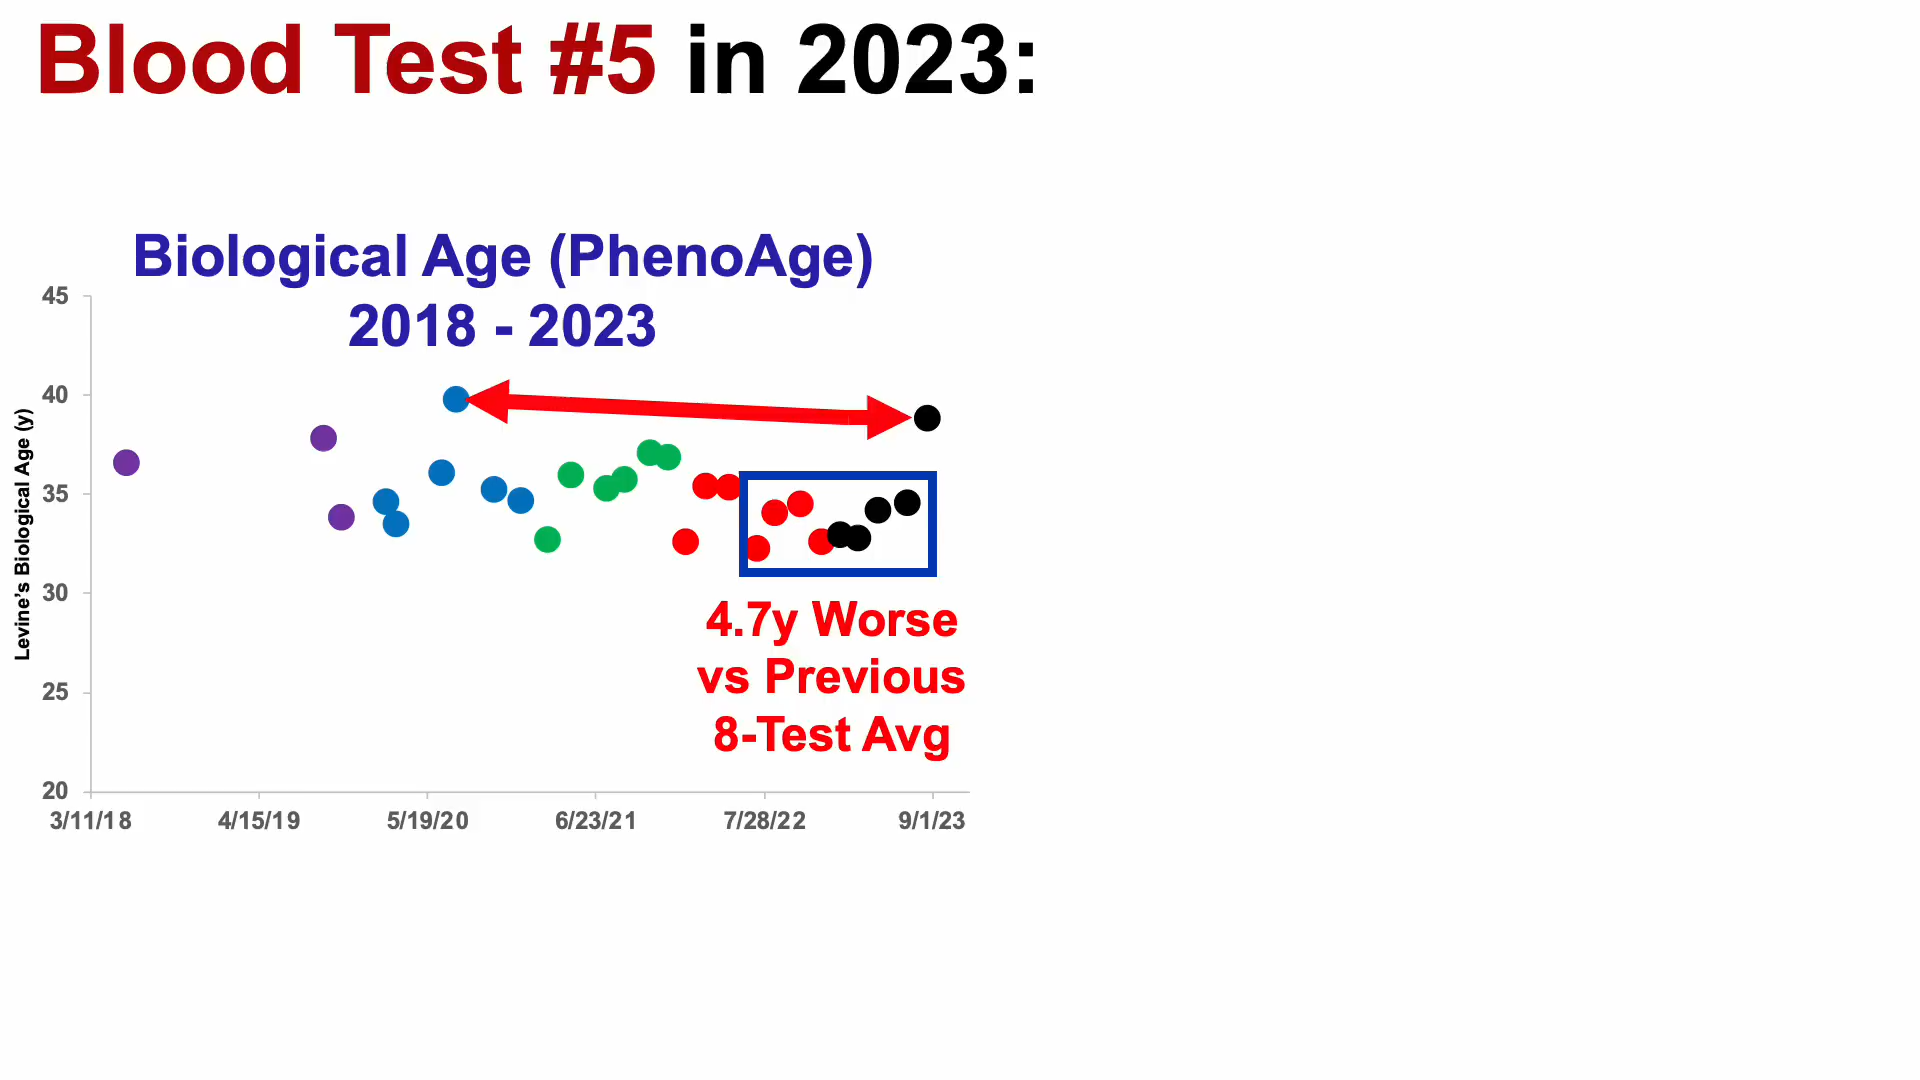 Blood Test #5 in 2023:
Biological Age (PhenoAge)
2018 - 2023
Levine’s Biological Age (y)
45
40
35
30
25
20
4.7y Worse
vs Previous
8-Test Avg
3/11/18
4/15/19
5/19/20
6/23/21
7/28/22
9/1/23